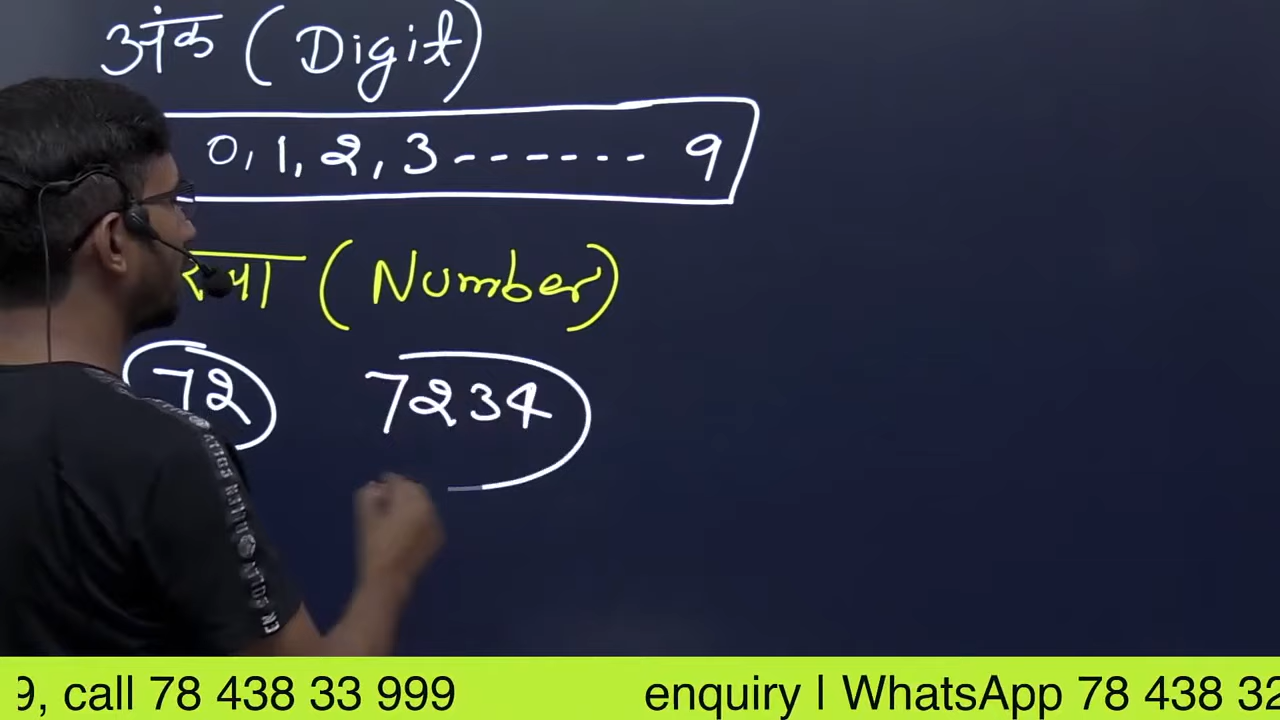 अंक (Digit)
0, 1, 2, 3 ------ 9
(Number)
72 7234
9, call 78 438 33 999 enquiry | WhatsApp 78 438 32